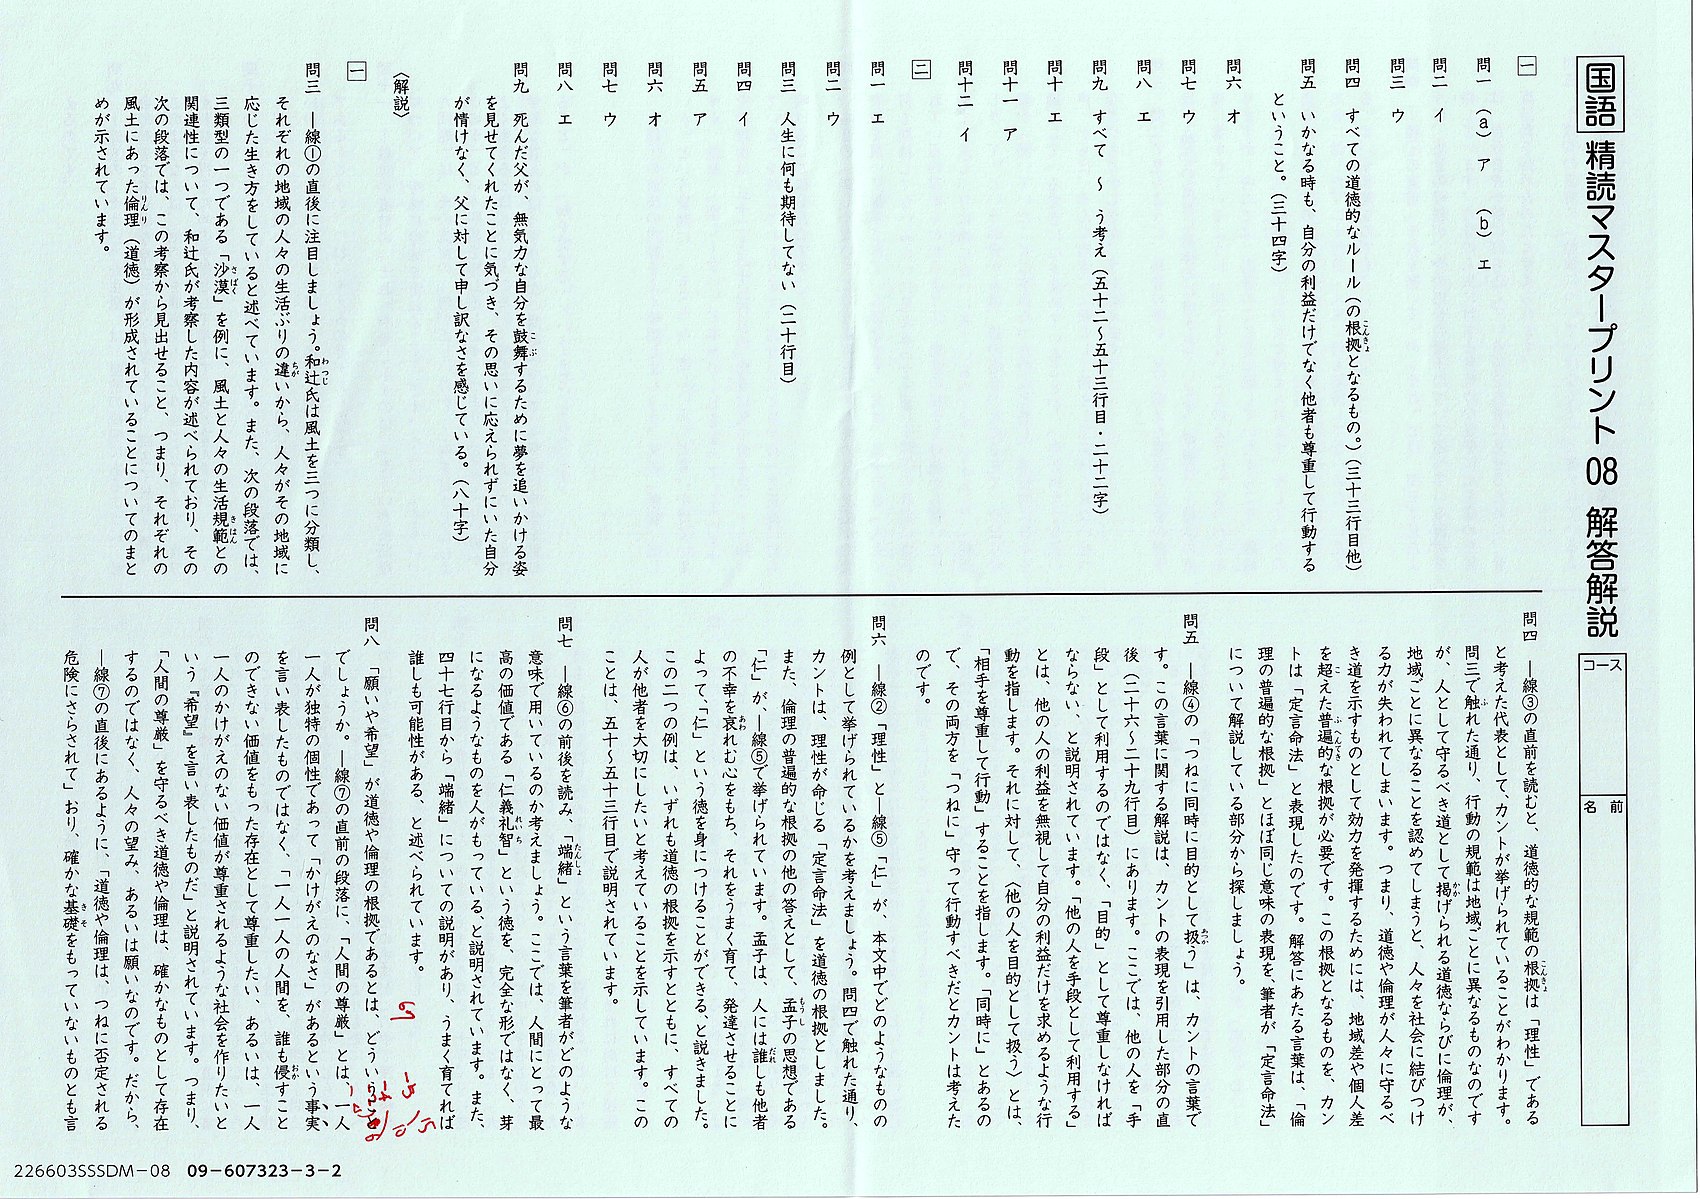 国語 精読マスタープリント 08 解答解説
コース
名前
一
問一 (a) ア (b) エ
問二 イ
問三 ウ
問四 すべての道徳的なルール(の根拠となるもの。)(三十三行目他)
問五 いかなる時も、自分の利益だけでなく他者も尊重して行動する
ということ。(三十四字)
問六 オ
問七 ウ
問八 エ
問九 すべて ~ う考え(五十二~五十三行目・二十二字)
問十 エ
問十一 ア
問十二 イ
二
問一 エ
問二 ウ
問三 人生に何も期待してない(二十行目)
問四 イ
問五 ア
問六 オ
問七 ウ
問八 エ
問九 死んだ父が、無気力な自分を鼓舞するために夢を追いかける姿
を見せてくれたことに気づき、その思いに応えられずにいた自分
が情けなく、父に対して申し訳なさを感じている。(八十字)
〈解説〉
一
問三 ―線①の直後に注目しましょう。和辻氏は風土を三つに分類し、
それぞれの地域の人々の生活ぶりの違いから、人々がその地域に
応じた生き方をしていると述べています。また、次の段落では、
三類型の一つである「沙漠」を例に、風土と人々の生活規範との
関連性について、和辻氏が考察した内容が述べられており、その
次の段落では、この考察から見出せること、つまり、それぞれの
風土にあった倫理(道徳)が形成されていることについてのまと
めが示されています。
問四 ―線③の直前を読むと、道徳的な規範の根拠は「理性」である
と考えた代表として、カントが挙げられていることがわかります。
問三で触れた通り、行動の規範は地域ごとに異なるものなのです
が、人として守るべき道として掲げられる道徳ならびに倫理が、
地域ごとに異なることを認めてしまうと、人々を社会に結びつけ
る力が失われてしまいます。つまり、道徳や倫理が人々に守るべ
き道を示すものとして効力を発揮するためには、地域差や個人差
を超えた普遍的な根拠が必要です。この根拠となるものを、カン
トは「定言命法」と表現したのです。解答にあたる言葉は、「倫
理の普遍的な根拠」とほぼ同じ意味の表現を、筆者が「定言命法」
について解説している部分から探しましょう。
問五 ―線④の「つねに同時に目的として扱う」は、カントの言葉で
す。この言葉に関する解説は、カントの表現を引用した部分の直
後(二十六~二十九行目)にあります。ここでは、他の人を「手
段」として利用するのではなく、「目的」として尊重しなければ
ならない、と説明されています。「他の人を手段として利用する」
とは、他の人の利益を無視して自分の利益だけを求めるような行
動を指します。それに対して、〈他の人を目的として扱う〉とは、
「相手を尊重して行動」することを指します。「同時に」とあるの
で、その両方を「つねに」守って行動すべきだとカントは考えた
のです。
問六 ―線②「理性」と―線⑤「仁」が、本文中でどのようなものの
例として挙げられているかを考えましょう。問四で触れた通り、
カントは、理性が命じる「定言命法」を道徳の根拠としました。
また、倫理の普遍的な根拠の他の答えとして、孟子の思想である
「仁」が、―線⑤で挙げられています。孟子は、人には誰しも他者
の不幸を哀れむ心をもち、それをうまく育て、発達させることに
よって、「仁」という徳を身につけることができる、と説きました。
この二つの例は、いずれも道徳の根拠を示すとともに、すべての
人が他者を大切にしたいと考えていることを示しています。この
ことは、五十~五十三行目で説明されています。
問七 ―線⑥の前後を読み、「端緒」という言葉を筆者がどのような
意味で用いているのか考えましょう。ここでは、人間にとって最
高の価値である「仁義礼智」という徳を、完全な形ではなく、芽
になるようなものを人がもっている、と説明されています。また、
四十七行目から「端緒」についての説明があり、うまく育てれば
誰しも可能性がある、と述べられています。
問八 「願いや希望」が道徳や倫理の根拠であるとは、どういうこと
でしょうか。―線⑦の直前の段落に、「人間の尊厳」とは、一人
一人が独特の個性であって「かけがえのなさ」があるという事実
を言い表したものではなく、「一人一人の人間を、誰も侵すこと
のできない価値をもった存在として尊重したい、あるいは、一人
一人のかけがえのない価値が尊重されるような社会を作りたいと
いう『希望』を言い表したものだ」と説明されています。つまり、
「人間の尊厳」を守るべき道徳や倫理は、確かなものとして存在
するのではなく、人々の望み、あるいは願いなのです。だから、
―線⑦の直後にあるように、「道徳や倫理は、つねに否定される
危険にさらされて」おり、確かな基礎をもっていないものとも言
226603SSSDM-08 09-607323-3-2